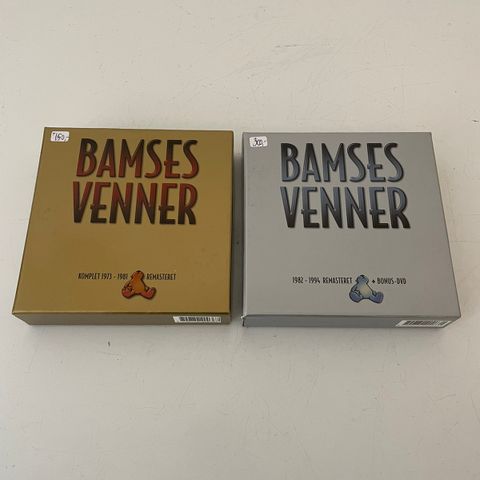 150,-
BAMSES
VENNER
KOMPLET 1973 - 1981 REMASTERET
300,-
BAMSES
VENNER
1982 - 1994 REMASTERET + BONUS-DVD